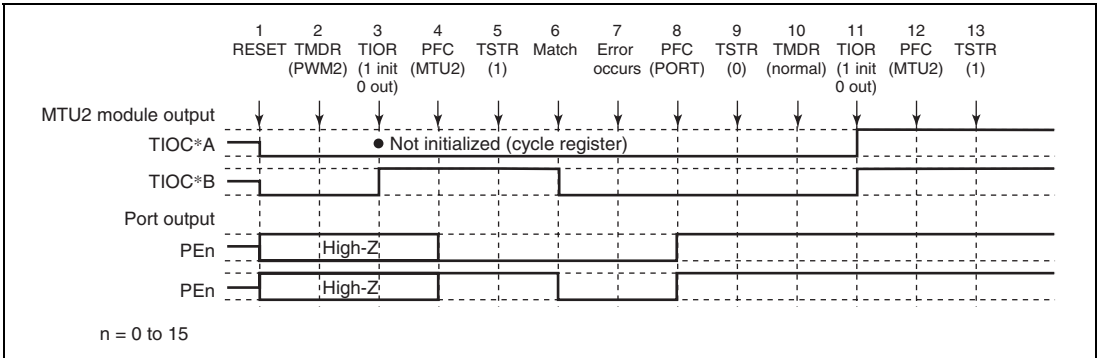 1 2 3 4 5 6 7 8 9 10 11 12 13
RESET TMDR TIOR PFC TSTR Match Error PFC TSTR TMDR TIOR PFC TSTR
(PWM2) (1 init (MTU2) (1) occurs (PORT) (0) (normal) (1 init (MTU2) (1)
0 out) 0 out)
MTU2 module output
TIOC*A
● Not initialized (cycle register)
TIOC*B
Port output
PEn
High-Z
PEn
High-Z
n = 0 to 15